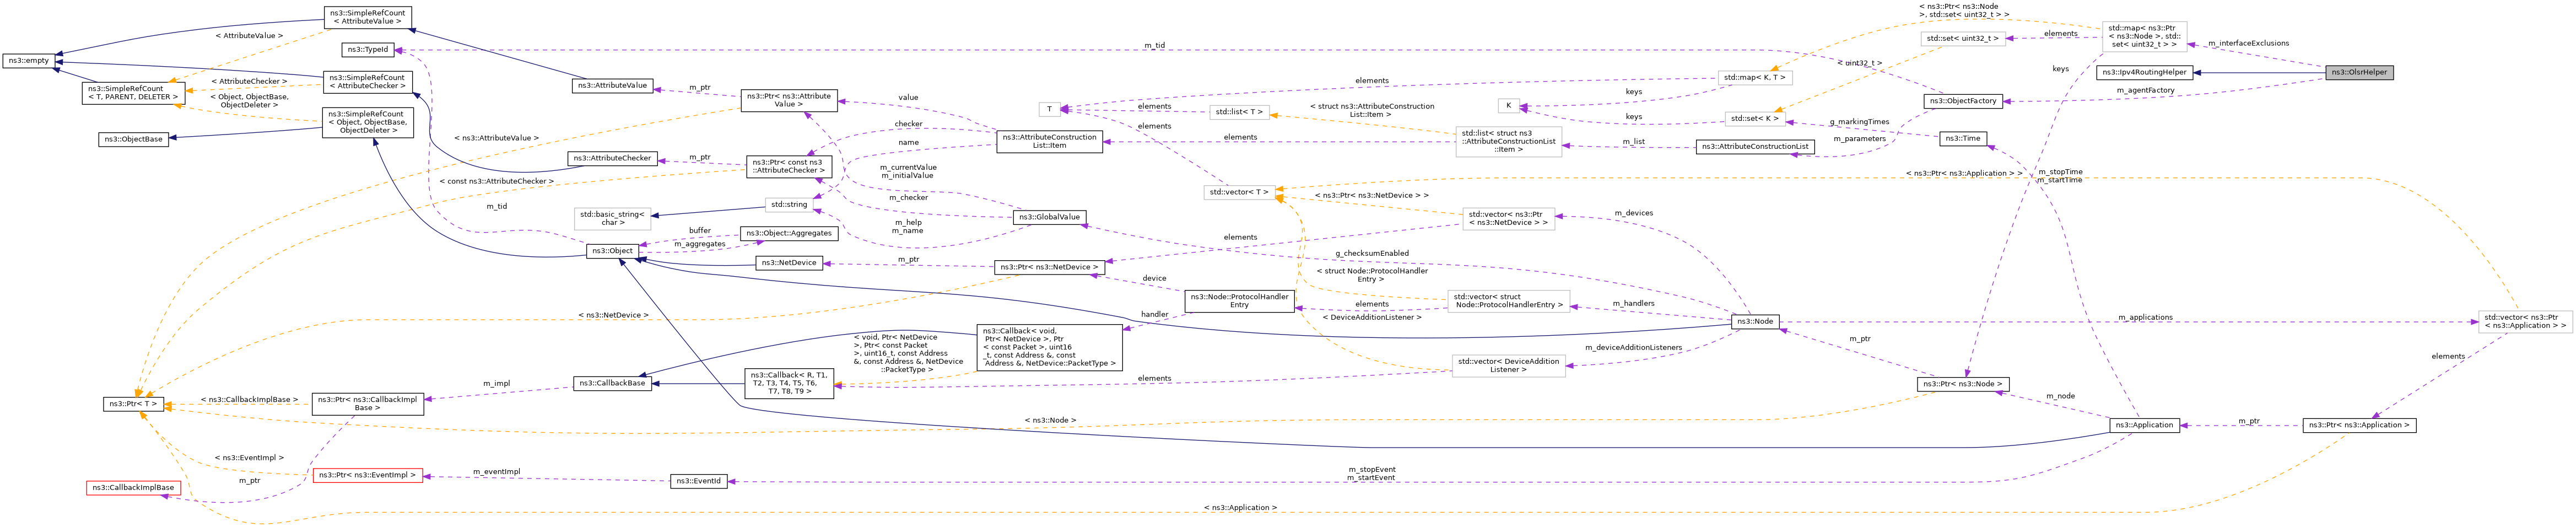 ns3::SimpleRefCount
< AttributeValue >
< AttributeValue >
ns3::TypeId
ns3::empty
ns3::SimpleRefCount
< T, PARENT, DELETER >
< AttributeChecker >
< Object, ObjectBase,
ObjectDeleter >
ns3::SimpleRefCount
< AttributeChecker >
ns3::SimpleRefCount
< Object, ObjectBase,
ObjectDeleter >
ns3::ObjectBase
< ns3::AttributeValue >
< const ns3::AttributeChecker >
m_tid
ns3::AttributeValue
ns3::AttributeChecker
std::basic_string<
char >
ns3::Object
m_ptr
m_ptr
buffer
m_aggregates
ns3::Ptr< ns3::Attribute
Value >
ns3::Ptr< const ns3
::AttributeChecker >
std::string
ns3::Object::Aggregates
ns3::NetDevice
value
checker
name
m_currentValue
m_initialValue
m_checker
m_help
m_name
m_ptr
ns3::AttributeConstruction
List::Item
ns3::GlobalValue
ns3::Ptr< ns3::NetDevice >
T
m_tid
elements
elements
elements
elements
elements
std::list< T >
std::vector< T >
< struct ns3::AttributeConstruction
List::Item >
< ns3::Ptr< ns3::NetDevice > >
g_checksumEnabled
< struct Node::ProtocolHandler
Entry >
elements
< DeviceAdditionListener >
device
handler
ns3::Node::ProtocolHandler
Entry
K
std::list< struct ns3
::AttributeConstructionList
::Item >
std::vector< ns3::Ptr
< ns3::NetDevice > >
std::vector< struct
Node::ProtocolHandlerEntry >
std::vector< DeviceAddition
Listener >
keys
keys
m_list
m_devices
m_handlers
m_deviceAdditionListeners
std::map< K, T >
std::set< K >
ns3::AttributeConstructionList
ns3::Node
< ns3::Ptr< ns3::Node
>, std::set< uint32_t > >
std::set< uint32_t >
< uint32_t >
g_markingTimes
m_parameters
ns3::ObjectFactory
ns3::Time
< ns3::Ptr< ns3::Application > >
m_stopTime
m_startTime
elements
keys
std::map< ns3::Ptr
< ns3::Node >, std::
set< uint32_t > >
ns3::Ipv4RoutingHelper
m_interfaceExclusions
m_agentFactory
ns3::OlsrHelper
m_applications
std::vector< ns3::Ptr
< ns3::Application > >
elements
m_ptr
ns3::Ptr< ns3::Node >
m_node
ns3::Application
m_ptr
ns3::Ptr< ns3::Application >
< ns3::NetDevice >
ns3::Callback< void,
Ptr< NetDevice >, Ptr
< const Packet >, uint16
_t, const Address &, const
Address &, NetDevice::PacketType >
< void, Ptr< NetDevice
>, Ptr< const Packet
>, uint16_t, const Address
&, const Address &, NetDevice
::PacketType >
ns3::Callback< R, T1,
T2, T3, T4, T5, T6,
T7, T8, T9 >
elements
ns3::CallbackBase
m_impl
ns3::Ptr< ns3::CallbackImpl
Base >
< ns3::CallbackImplBase >
ns3::Ptr< T >
< ns3::Node >
< ns3::EventImpl >
m_ptr
ns3::CallbackImplBase
ns3::Ptr< ns3::EventImpl >
m_eventImpl
ns3::EventId
m_stopEvent
m_startEvent
< ns3::Application >